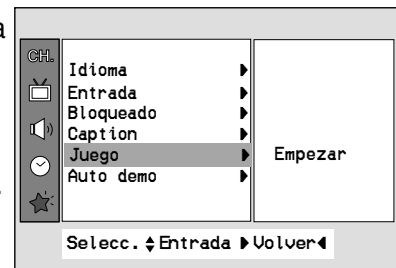 a
CH.
Idioma
Entrada
Bloqueado
Caption
Juego Empezar
Auto demo
Selecc. Entrada Volver